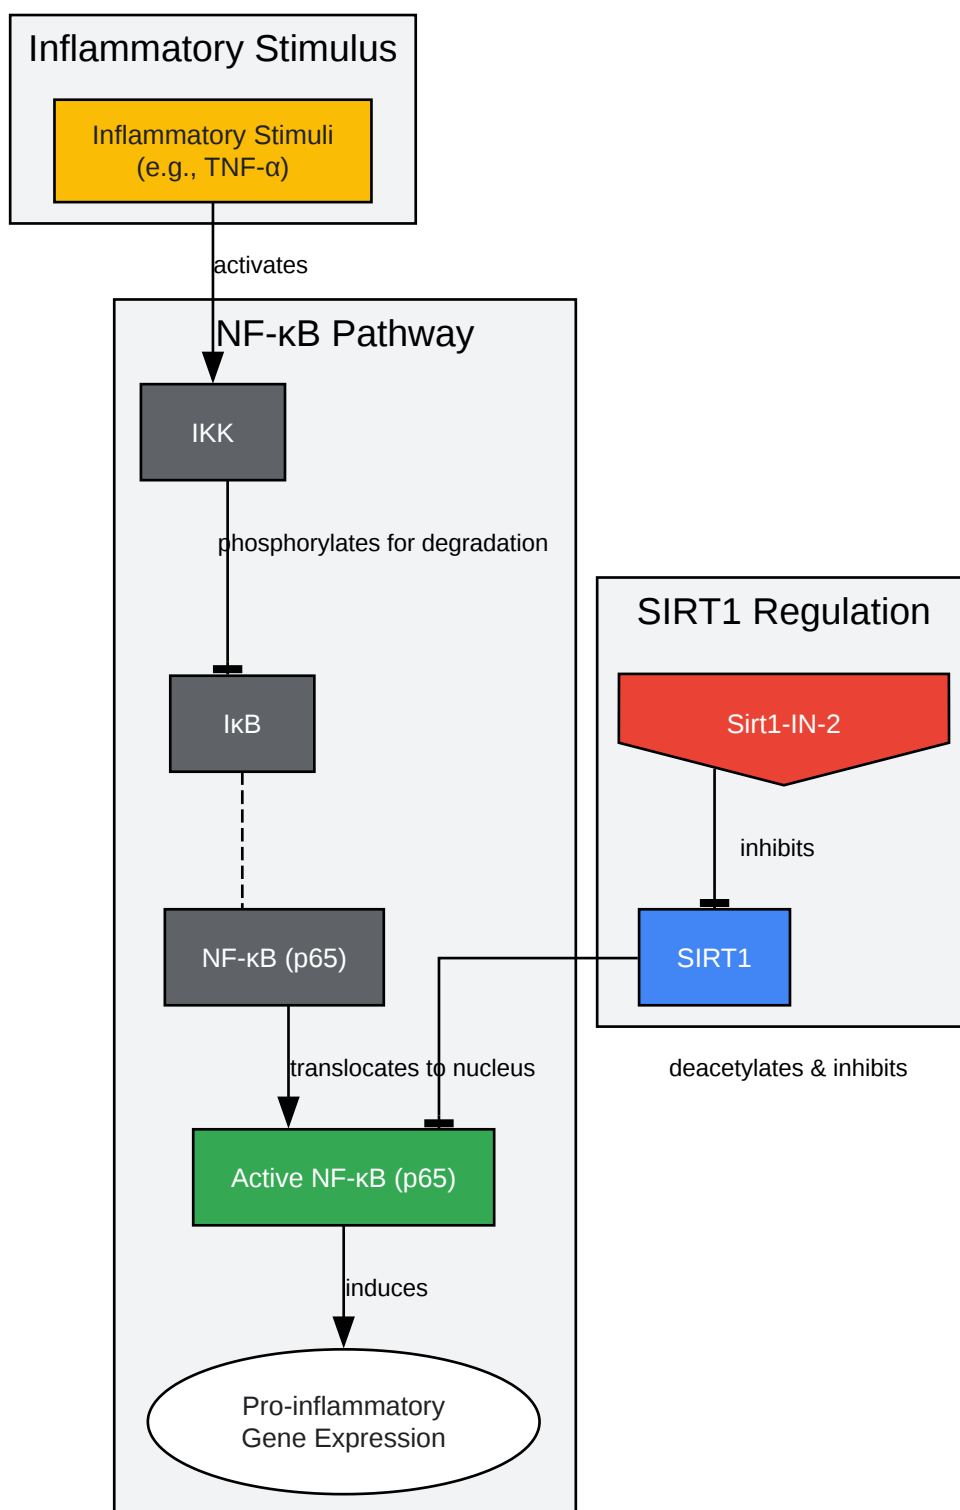 Inflammatory Stimulus
Inflammatory Stimuli
(e.g., TNF-α)
activates
NF-κB Pathway
IKK
phosphorylates for degradation
SIRT1 Regulation
IκB
Sirt1-IN-2
inhibits
NF-κB (p65)
SIRT1
translocates to nucleus
deacetylates & inhibits
Active NF-κB (p65)
induces
Pro-inflammatory
Gene Expression